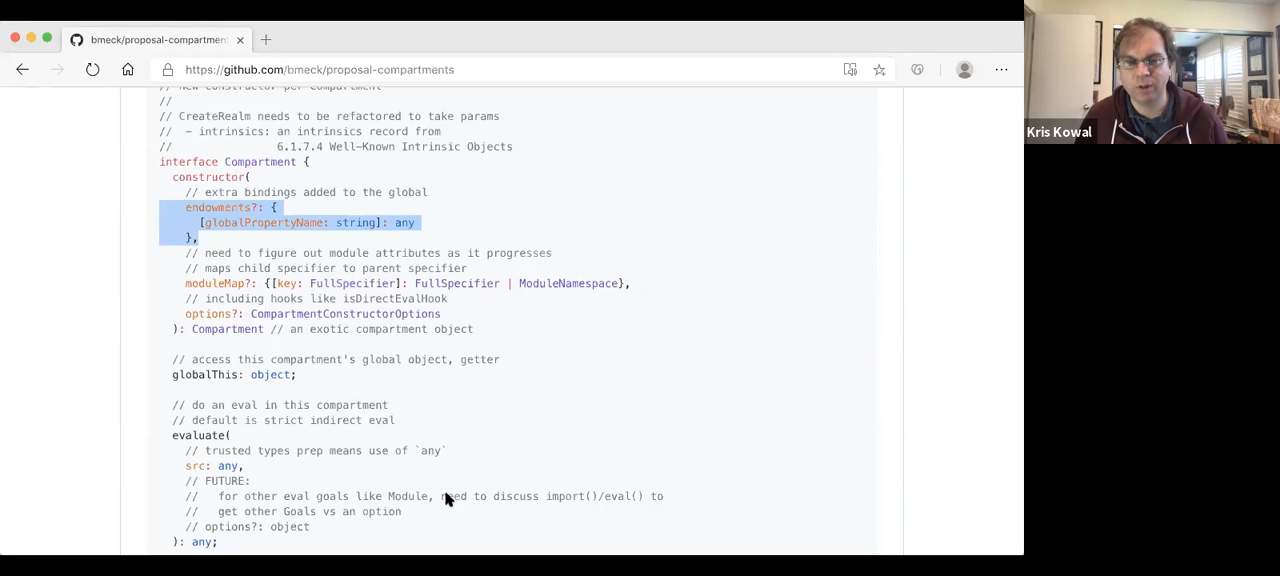 bmeck/proposal-compartment
https://github.com/bmeck/proposal-compartments
Kris Kowal
// New Constructor per Compartment
//
// CreateRealm needs to be refactored to take params
//  - intrinsics: an intrinsics record from
//              6.1.7.4 Well-Known Intrinsic Objects
interface Compartment {
constructor(
// extra bindings added to the global
endowments?: {
[globalPropertyName: string]: any
},
// need to figure out module attributes as it progresses
// maps child specifier to parent specifier
moduleMap?: {[key: FullSpecifier]: FullSpecifier | ModuleNamespace},
// including hooks like isDirectEvalHook
options?: CompartmentConstructorOptions
): Compartment // an exotic compartment object
// access this compartment's global object, getter
globalThis: object;
// do an eval in this compartment
// default is strict indirect eval
evaluate(
// trusted types prep means use of `any`
src: any,
// FUTURE:
//   for other eval goals like Module, need to discuss import()/eval() to
//   get other Goals vs an option
// options?: object
): any;